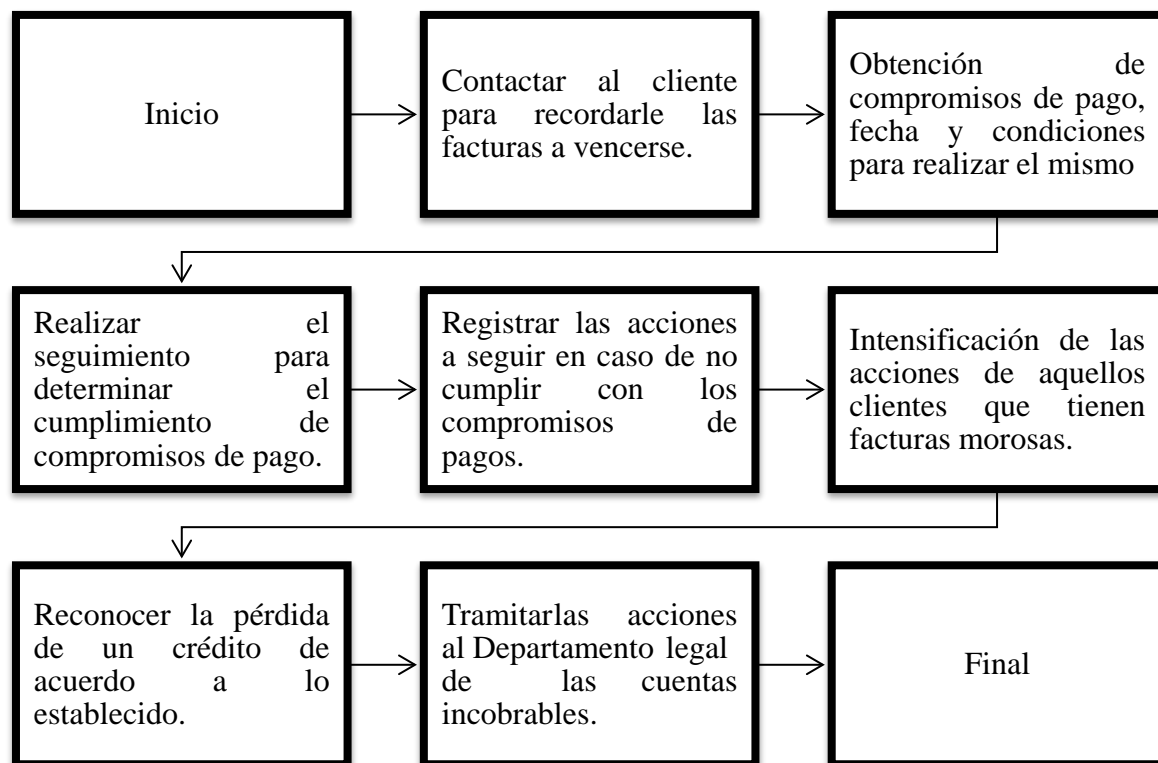 Inicio
Contactar al cliente
para recordarle las
facturas a vencerse.
Obtención de
compromisos de pago,
fecha y condiciones
para realizar el mismo
Realizar el
seguimiento para
determinar el
cumplimiento de
compromisos de pago.
Registrar las acciones
a seguir en caso de no
cumplir con los
compromisos de
pagos.
Intensificación de las
acciones de aquellos
clientes que tienen
facturas morosas.
Reconocer la pérdida
de un crédito de
acuerdo a lo
establecido.
Tramitarlas acciones
al Departamento legal
de las cuentas
incobrables.
Final